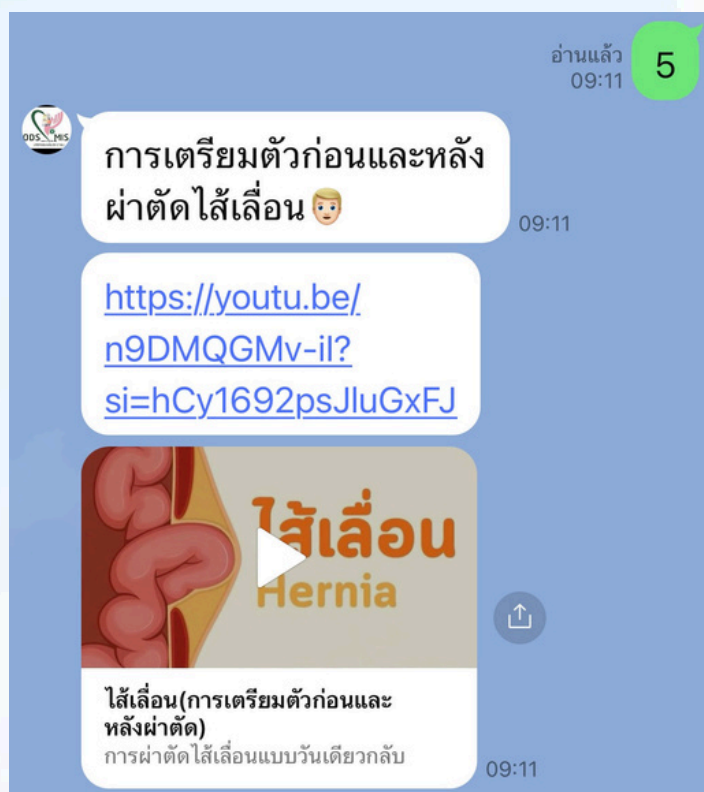 อ่านแล้ว
09:11
5
ODS MIS
การเตรียมตัวก่อนและหลัง
ผ่าตัดไส้เลื่อน👨🏼
09:11
https://youtu.be/
n9DMQGMv-iI?
si=hCy1692psJIuGxFJ
ไส้เลื่อน
Hernia
ไส้เลื่อน(การเตรียมตัวก่อนและ
หลังผ่าตัด)
การผ่าตัดไส้เลื่อนแบบวันเดียวกลับ
09:11